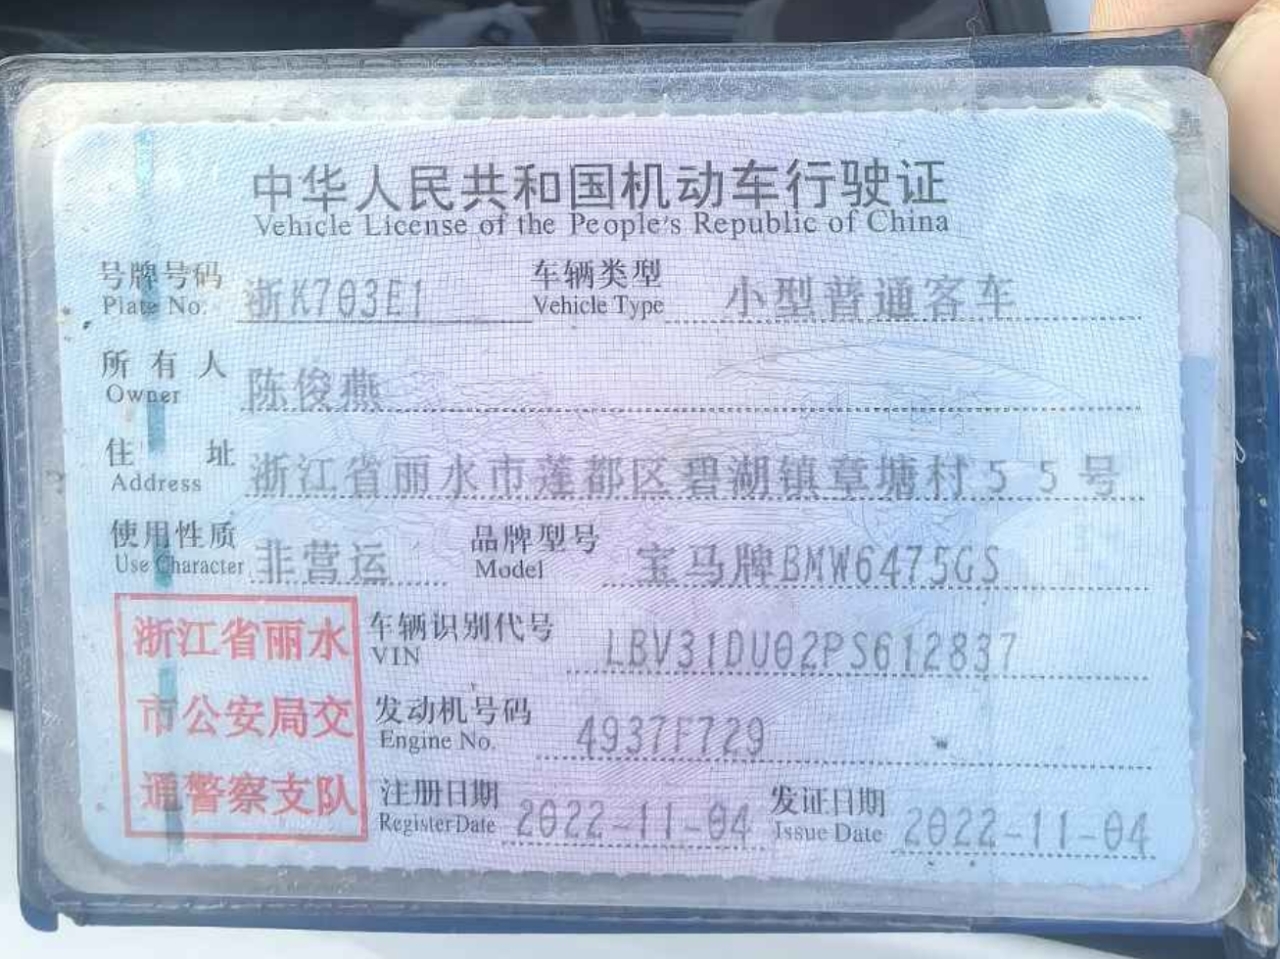 中华人民共和国机动车行驶证
Vehicle License of the People's Republic of China
号牌号码 浙K703E1 车辆类型 小型普通客车
Plate No. Vehicle Type
所有人 陈俊燕
Owner
住址 浙江省丽水市莲都区碧湖镇章塘村55号
Address
使用性质 非营运 品牌型号 宝马牌BMW6475GS
Use Character Model
浙江省丽水
市公安局交
通警察支队
车辆识别代号 LBV31DU02PS612837
VIN
发动机号码 4937F729
Engine No.
注册日期 2022-11-04 发证日期 2022-11-04
Register Date Issue Date